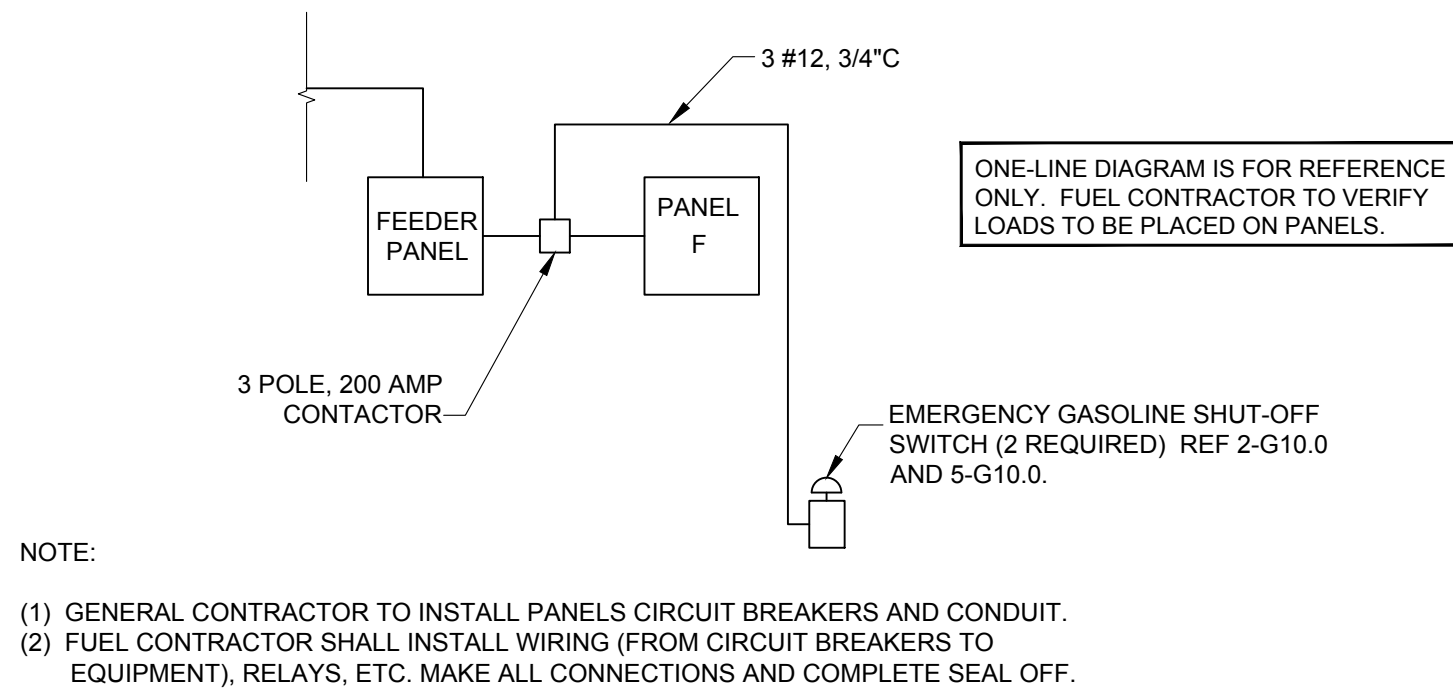 3 #12, 3/4"C
ONE-LINE DIAGRAM IS FOR REFERENCE
ONLY. FUEL CONTRACTOR TO VERIFY
LOADS TO BE PLACED ON PANELS.
FEEDER
PANEL
PANEL
F
3 POLE, 200 AMP
CONTACTOR
EMERGENCY GASOLINE SHUT-OFF
SWITCH (2 REQUIRED) REF 2-G10.0
AND 5-G10.0.
NOTE:
(1) GENERAL CONTRACTOR TO INSTALL PANELS CIRCUIT BREAKERS AND CONDUIT.
(2) FUEL CONTRACTOR SHALL INSTALL WIRING (FROM CIRCUIT BREAKERS TO
EQUIPMENT), RELAYS, ETC. MAKE ALL CONNECTIONS AND COMPLETE SEAL OFF.